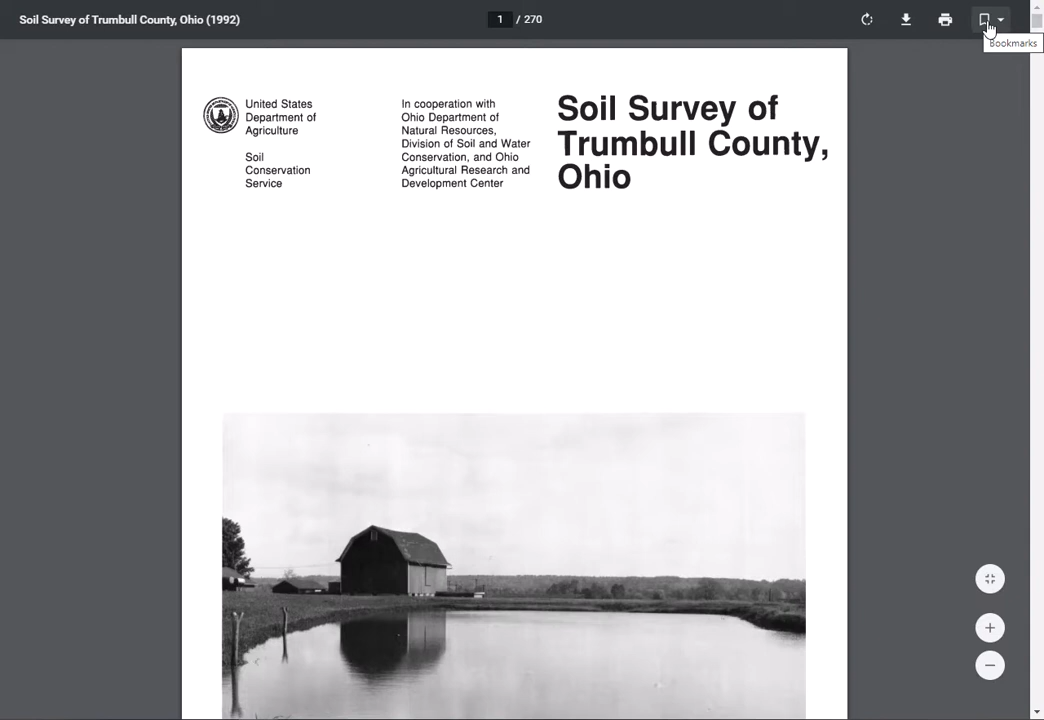 Soil Survey of Trumbull County, Ohio (1992)
1 / 270
Bookmarks
United States
Department of
Agriculture
Soil
Conservation
Service
In cooperation with
Ohio Department of
Natural Resources,
Division of Soil and Water
Conservation, and Ohio
Agricultural Research and
Development Center
Soil Survey of
Trumbull County,
Ohio